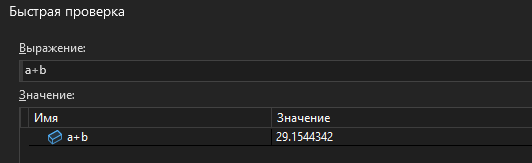 Быстрая проверка
Выражение:
a+b
Значение:
Имя Значение
a+b 29.1544342